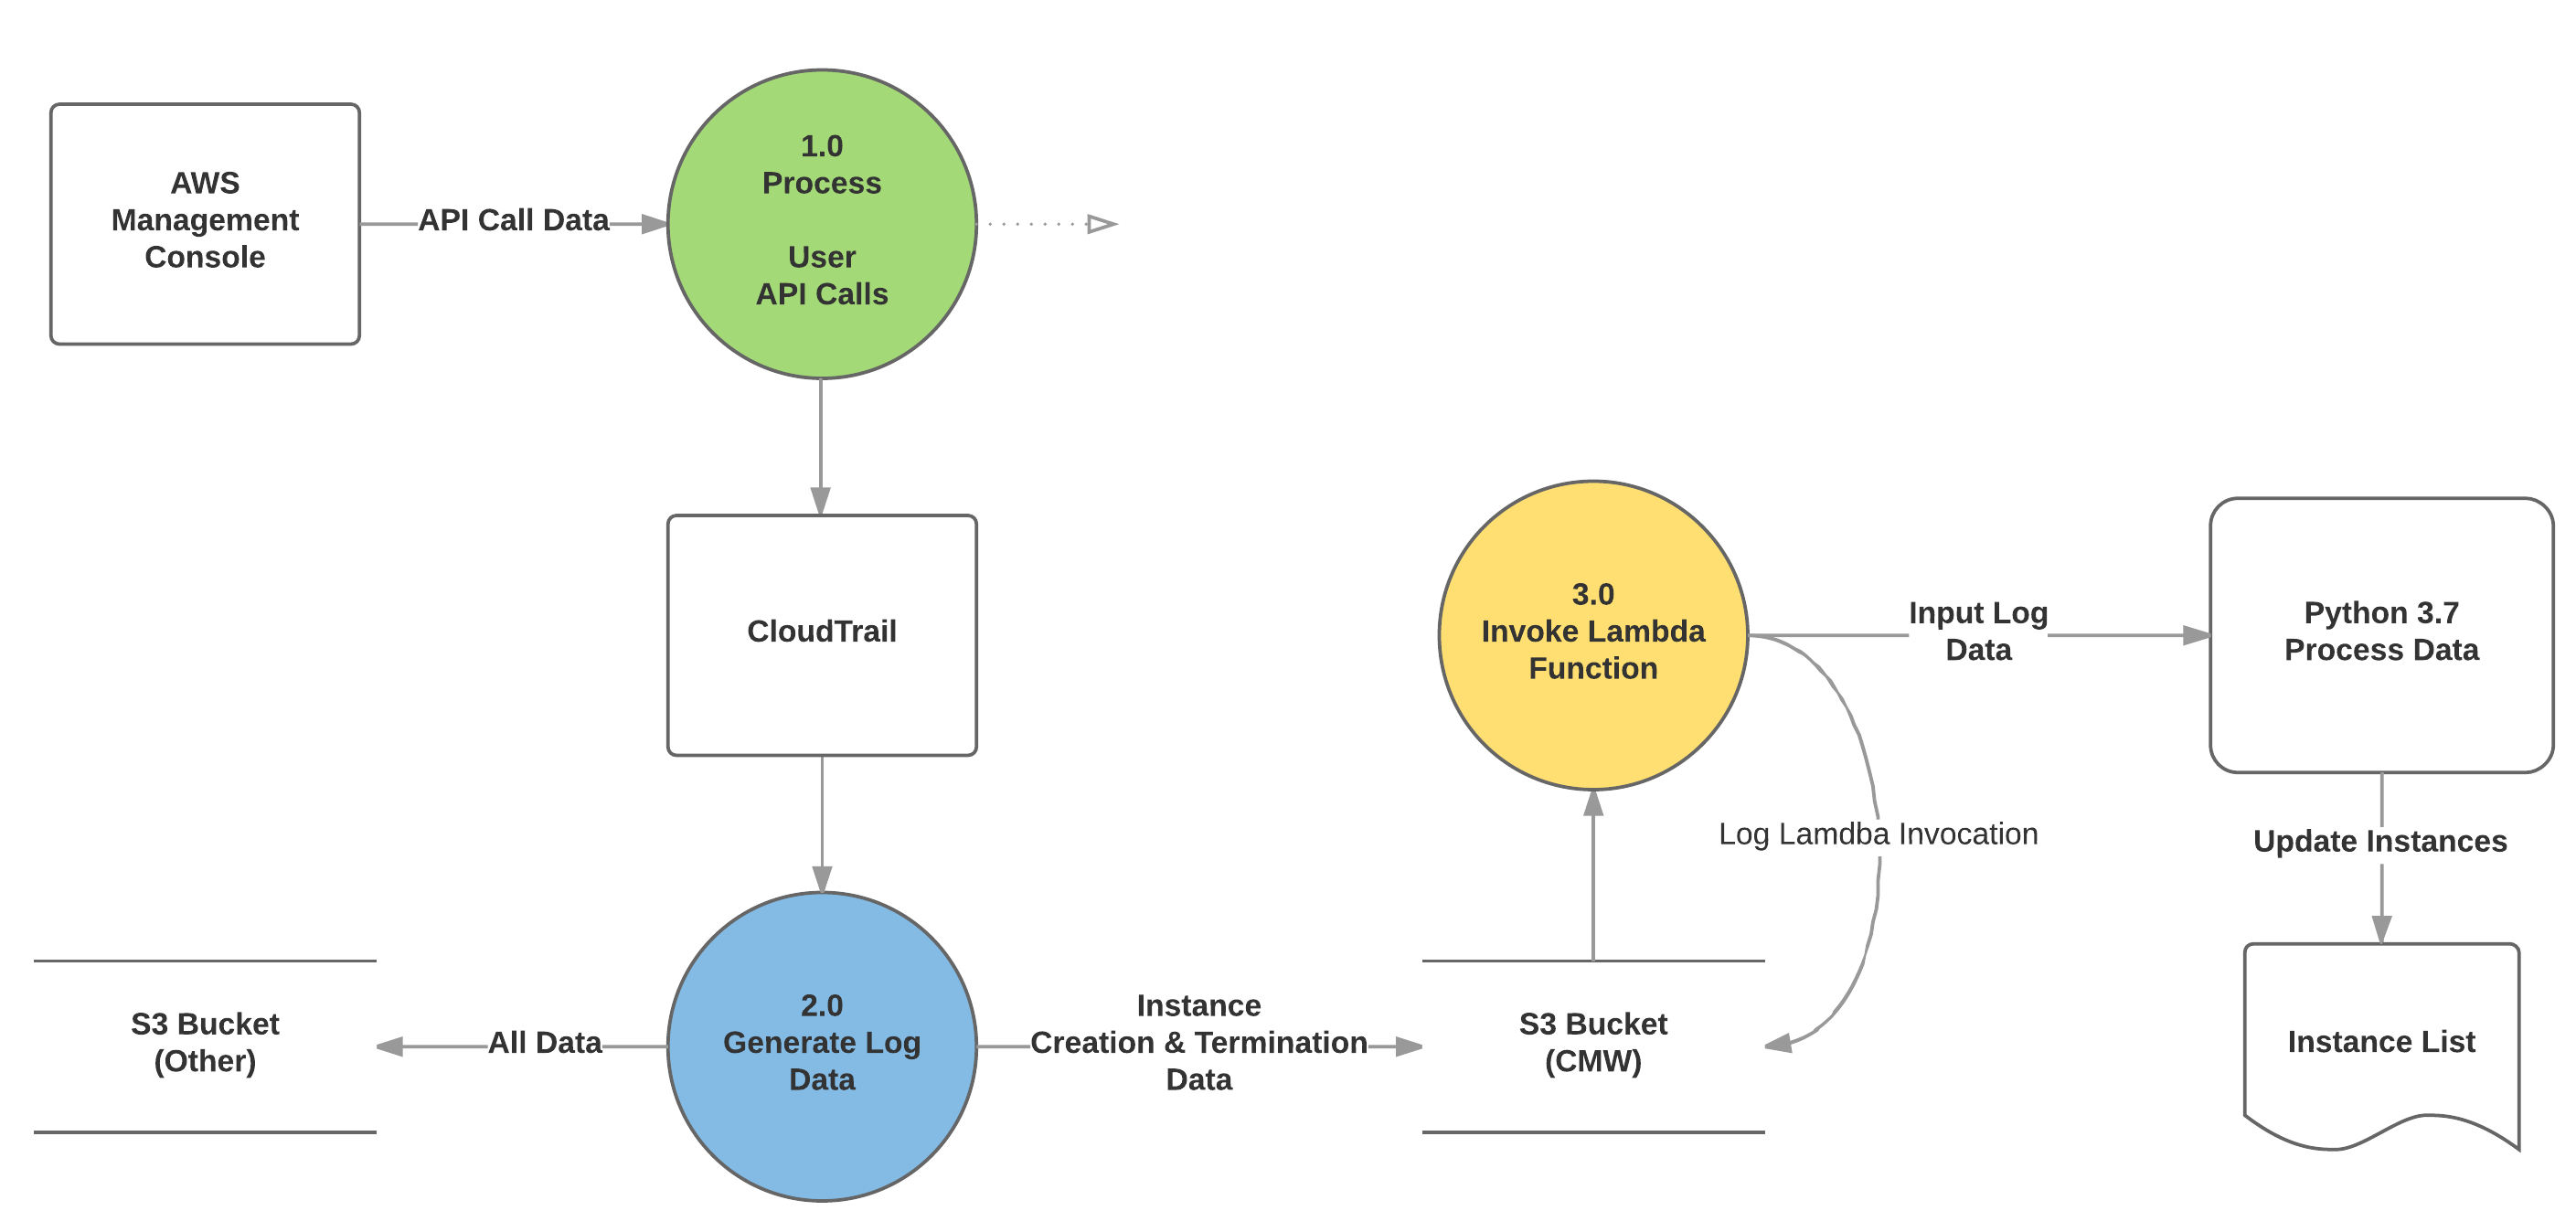 AWS
Management
Console
API Call Data
1.0
Process
User
API Calls
CloudTrail
3.0
Invoke Lambda
Function
Input Log
Data
Python 3.7
Process Data
Log Lamdba Invocation
Update Instances
S3 Bucket
(Other)
All Data
2.0
Generate Log
Data
Instance
Creation & Termination
Data
S3 Bucket
(CMW)
Instance List